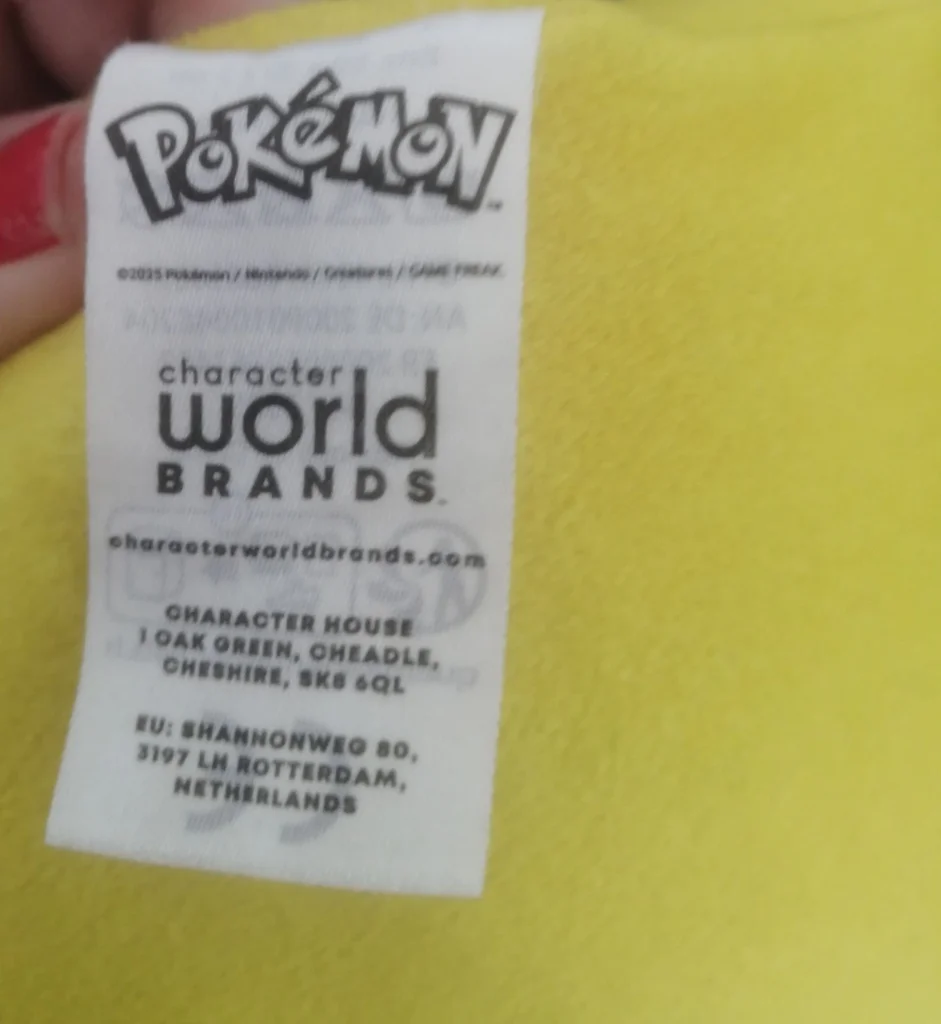 POKéMON™
©2025 Pokémon / Nintendo / Creatures / GAME FREAK.
character
world
BRANDS.
characterworldbrands.com
CHARACTER HOUSE
1 OAK GREEN, CHEADLE,
CHESHIRE, SK8 6QL
EU: SHANNONWEG 80,
3197 LH ROTTERDAM,
NETHERLANDS